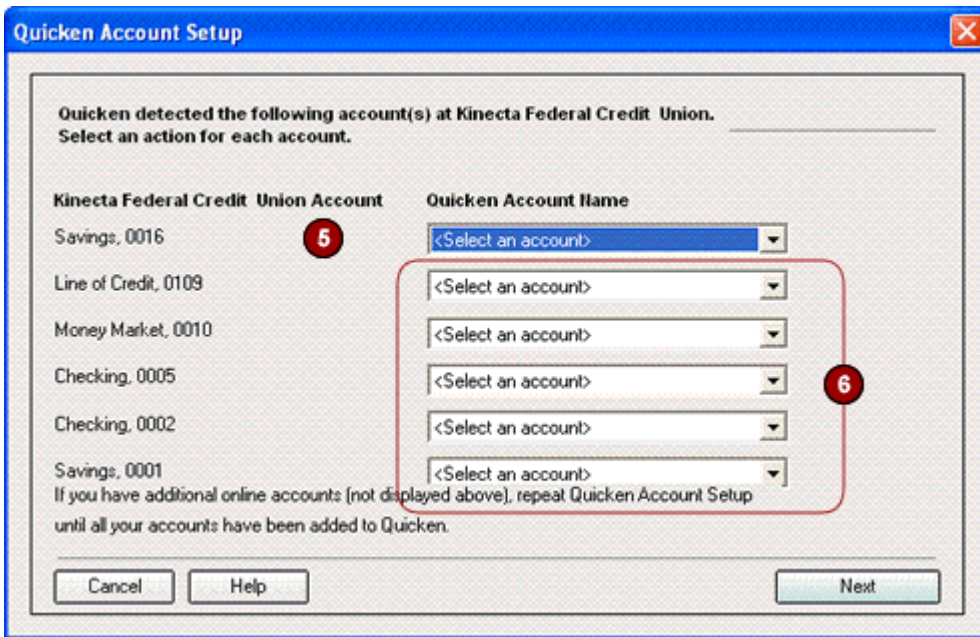 Quicken Account Setup
Quicken detected the following account(s) at Kinecta Federal Credit Union.
Select an action for each account.
Kinecta Federal Credit Union Account Quicken Account Name
Savings, 0016 5 <Select an account>
Line of Credit, 0109 <Select an account>
Money Market, 0010 <Select an account>
Checking, 0005 <Select an account> 6
Checking, 0002 <Select an account>
Savings, 0001 <Select an account>
If you have additional online accounts (not displayed above), repeat Quicken Account Setup
until all your accounts have been added to Quicken.
Cancel Help Next